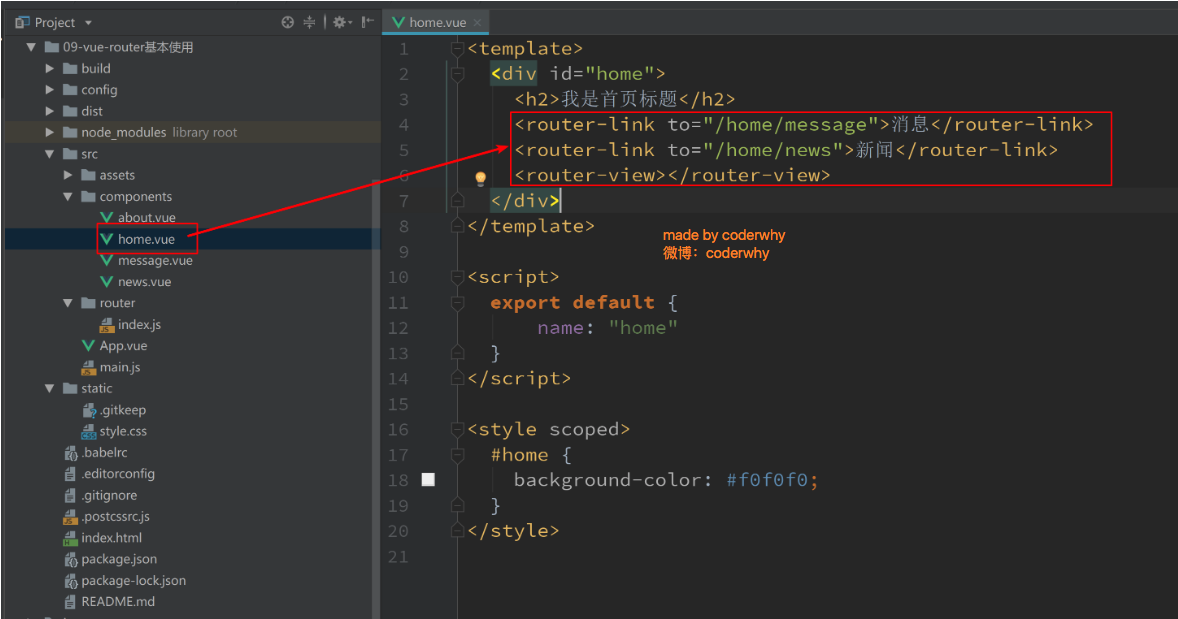 Project
home.vue
09-vue-router基本使用
build
config
dist
node_modules library root
src
assets
components
about.vue
home.vue
message.vue
news.vue
router
index.js
App.vue
main.js
static
.gitkeep
style.css
.babelrc
.editorconfig
.gitignore
.postcssrc.js
index.html
package.json
package-lock.json
README.md
1 <template>
2 <div id="home">
3 <h2>我是首页标题</h2>
4 <router-link to="/home/message">消息</router-link>
5 <router-link to="/home/news">新闻</router-link>
6 <router-view></router-view>
7 </div>
8 </template>
9
made by coderwhy
微博：coderwhy
10 <script>
11 export default {
12 name: "home"
13 }
14 </script>
15
16 <style scoped>
17 #home {
18 background-color: #f0f0f0;
19 }
20 </style>
21